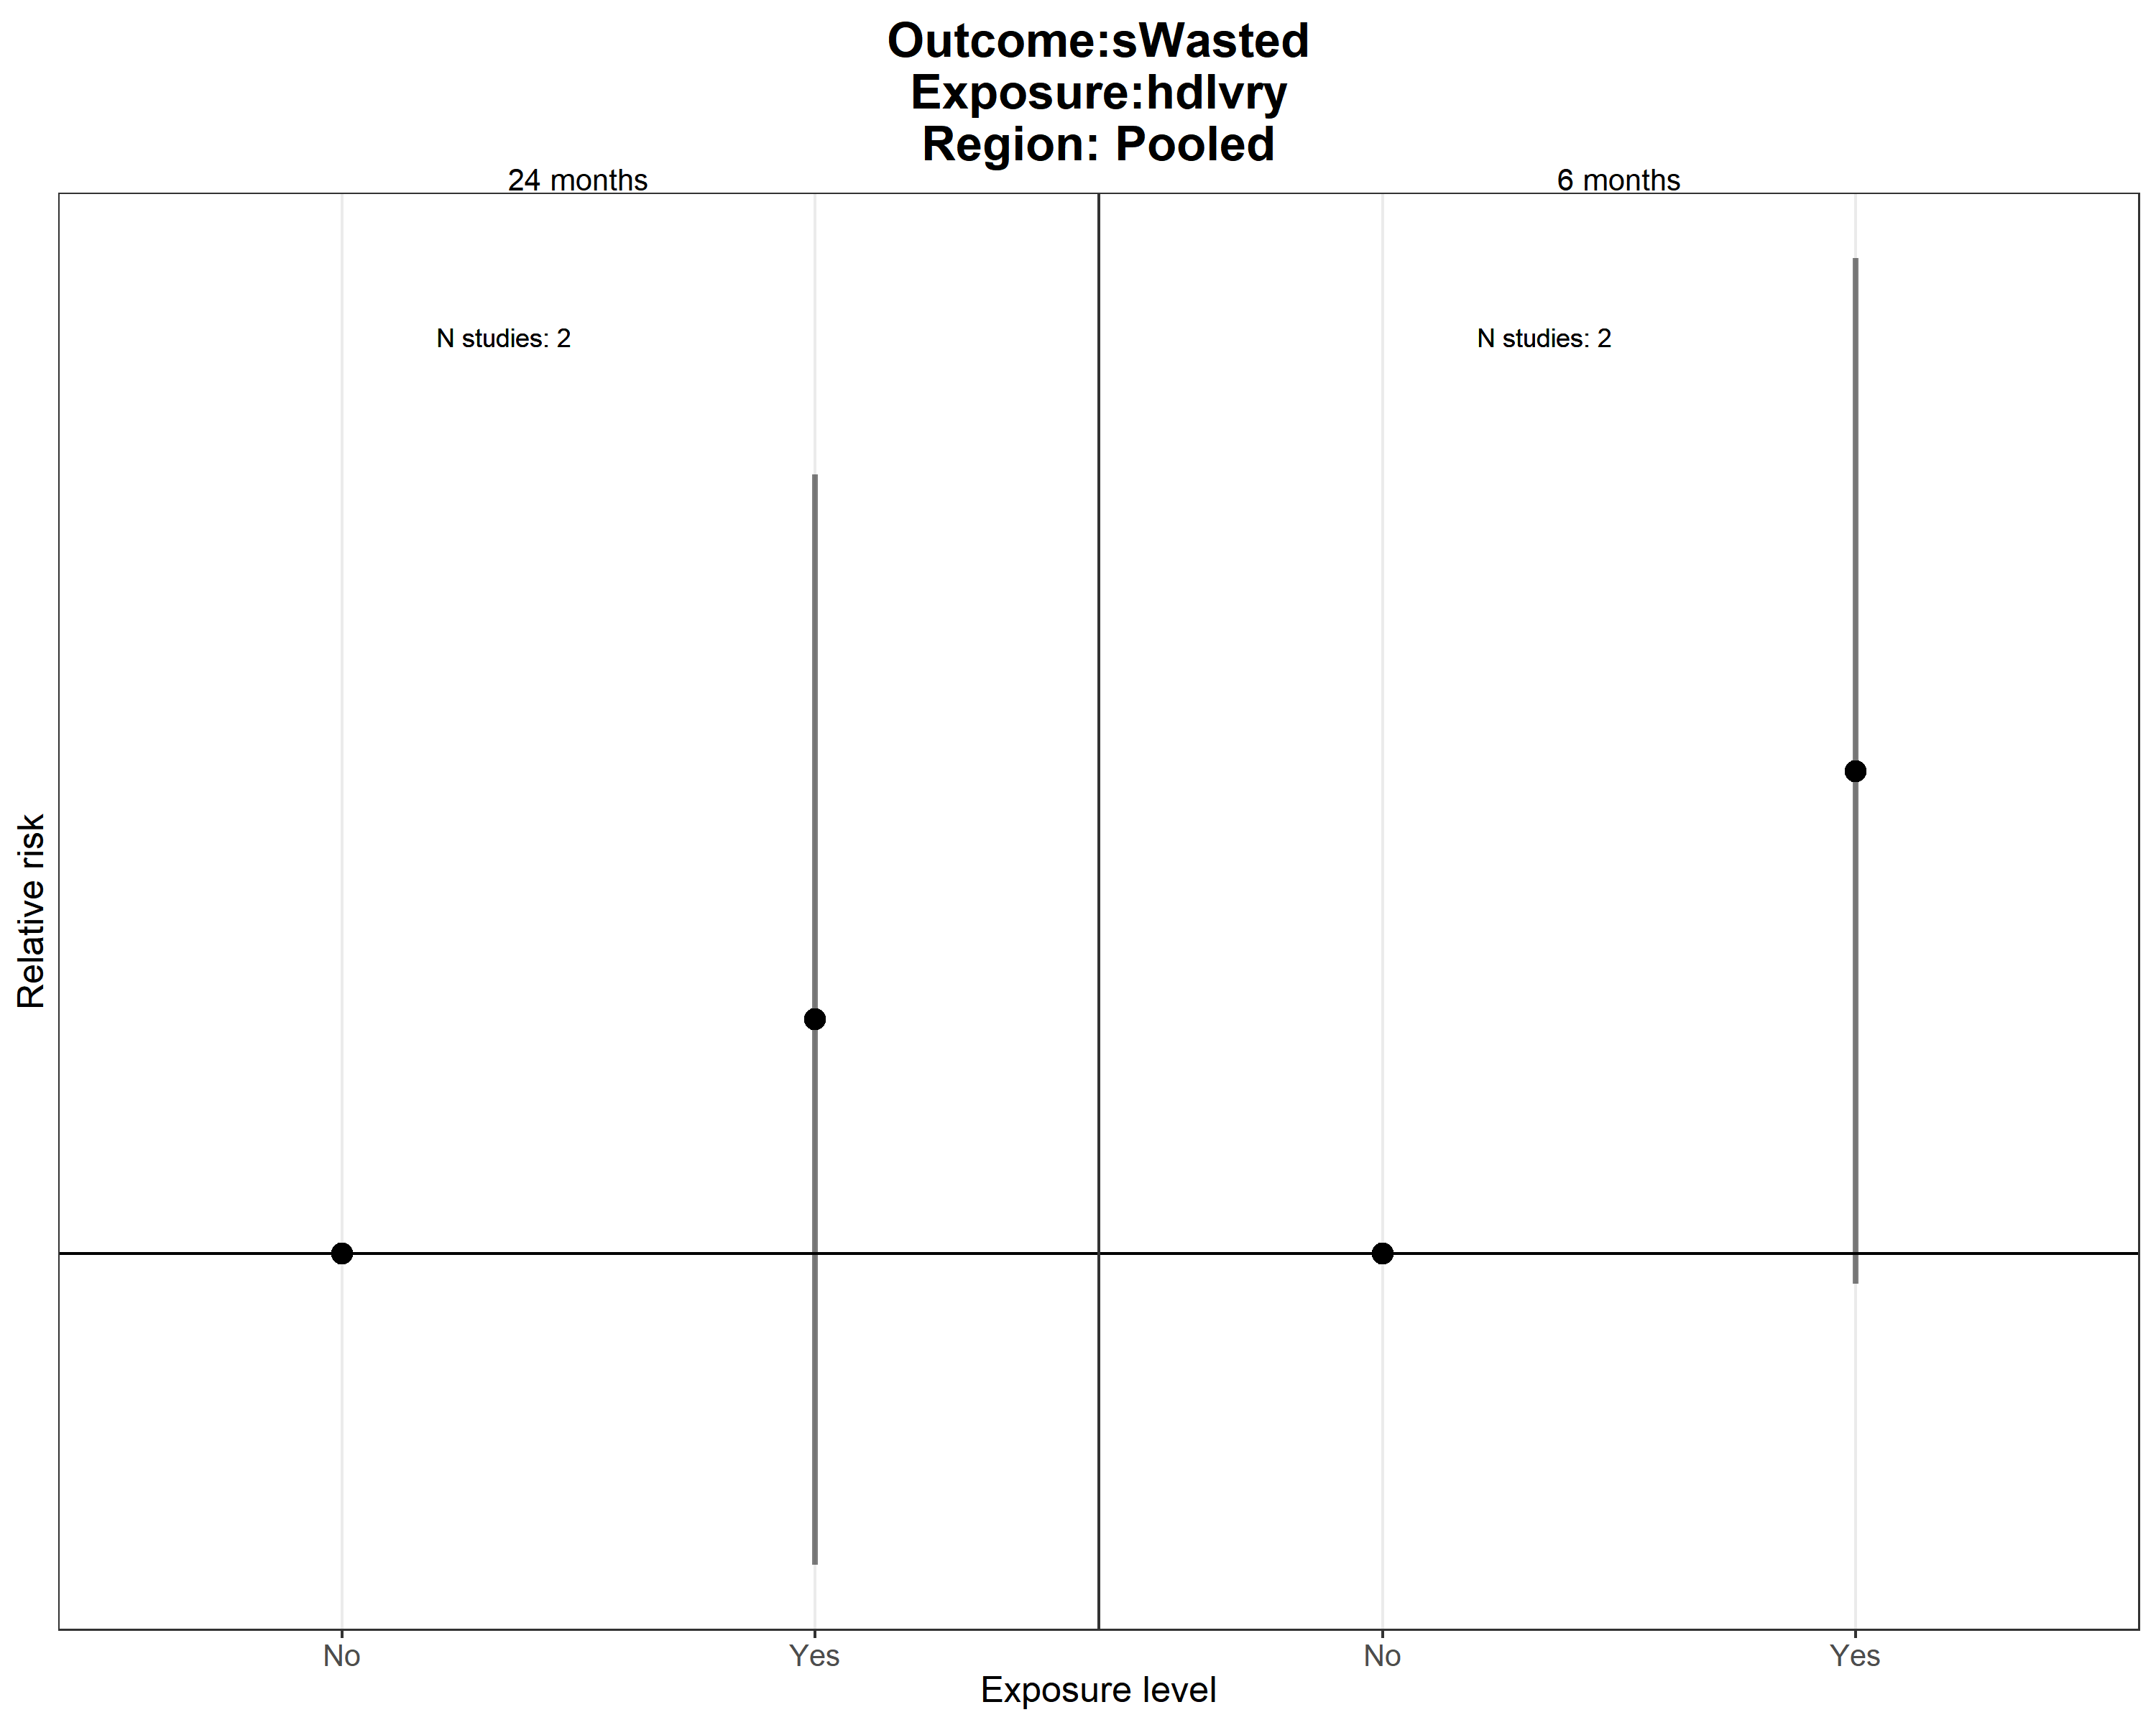 Outcome:sWasted
Exposure:hdlvry
Region: Pooled
24 months
6 months
N studies: 2
N studies: 2
Relative risk
No
Yes
No
Yes
Exposure level